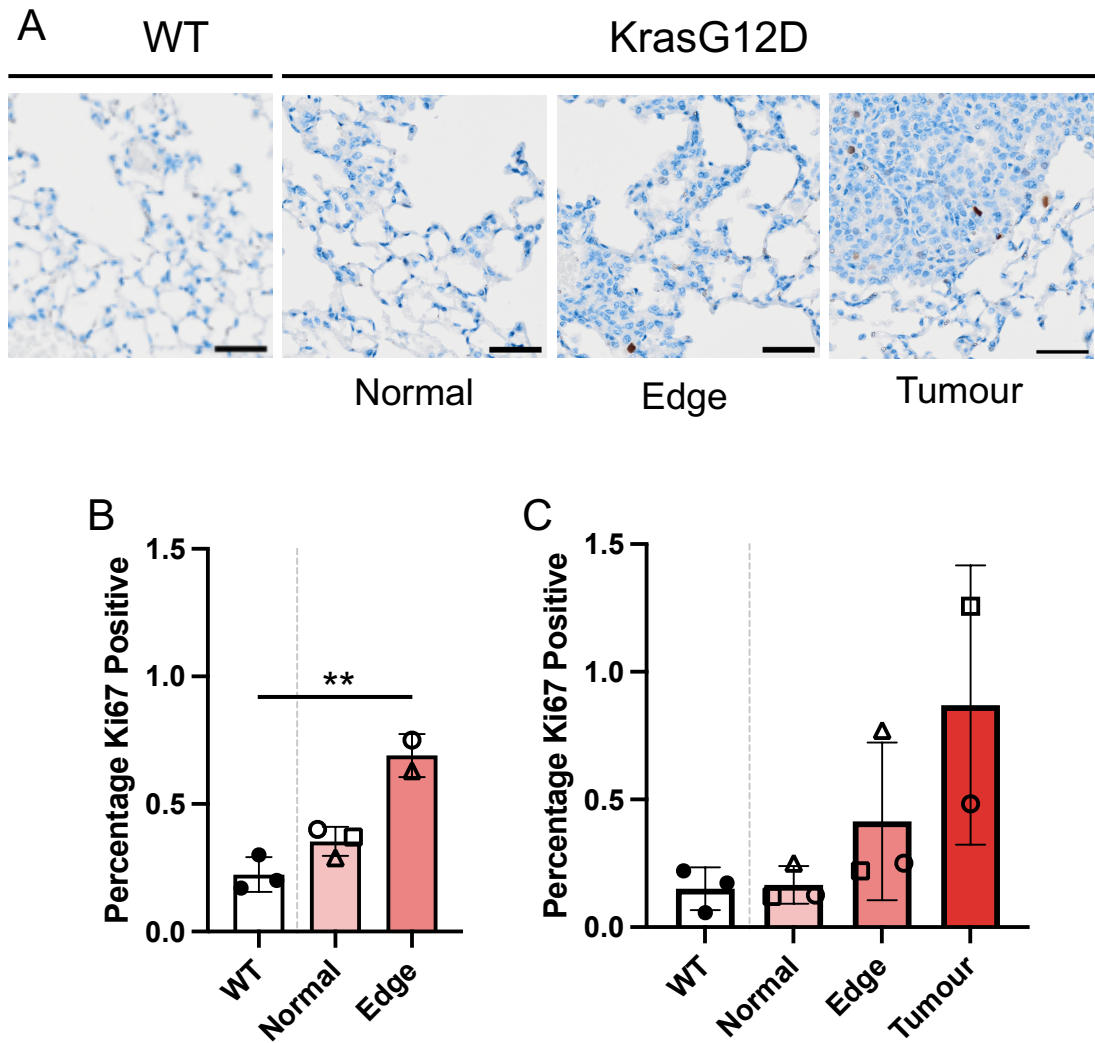 A
WT
KrasG12D
Normal
Edge
Tumour
B
Percentage Ki67 Positive
1.5
1.0
0.5
0.0
**
WT
Normal
Edge
C
Percentage Ki67 Positive
1.5
1.0
0.5
0.0
WT
Normal
Edge
Tumour